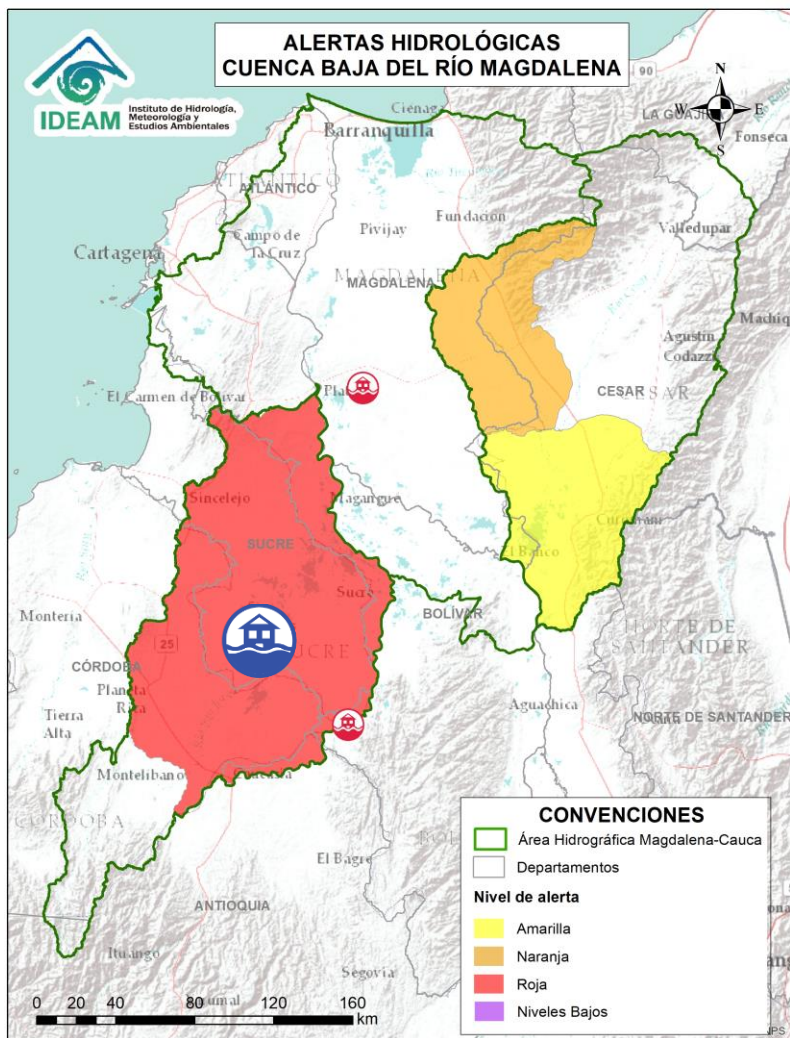 ALERTAS HIDROLÓGICAS
CUENCA BAJA DEL RÍO MAGDALENA
IDEAM
Instituto de Hidrología,
Meteorología y
Estudios Ambientales
N
W
E
S
90
LA GUAJIRA
Fonseca
Ciénaga
Barranquilla
ATLÁNTICO
ATLÁNTICO
Campo de
la Cruz
Pivijay
Fundación
Valledupar
Cartagena
MAGDALENA
MAGDALENA
Machiq
Agustín
Codazzi
CESAR
CESAR
El Carmen de Bolívar
Sincelejo
Magangué
SUCRE
El Banco
Sucre
BOLÍVAR
Montería
25
SUCRE
NORTE DE
SANTANDER
CÓRDOBA
Planeta
Rica
Tierra
Alta
Aguachica
NORTE DE SANTANDER
Montelíbano
CÓRDOBA
El Bagre
ANTIOQUIA
Ituango
Segovia
CONVENCIONES
Área Hidrográfica Magdalena-Cauca
Departamentos
Nivel de alerta
Amarilla
Naranja
Roja
Niveles Bajos
0 20 40 80 120 160
km